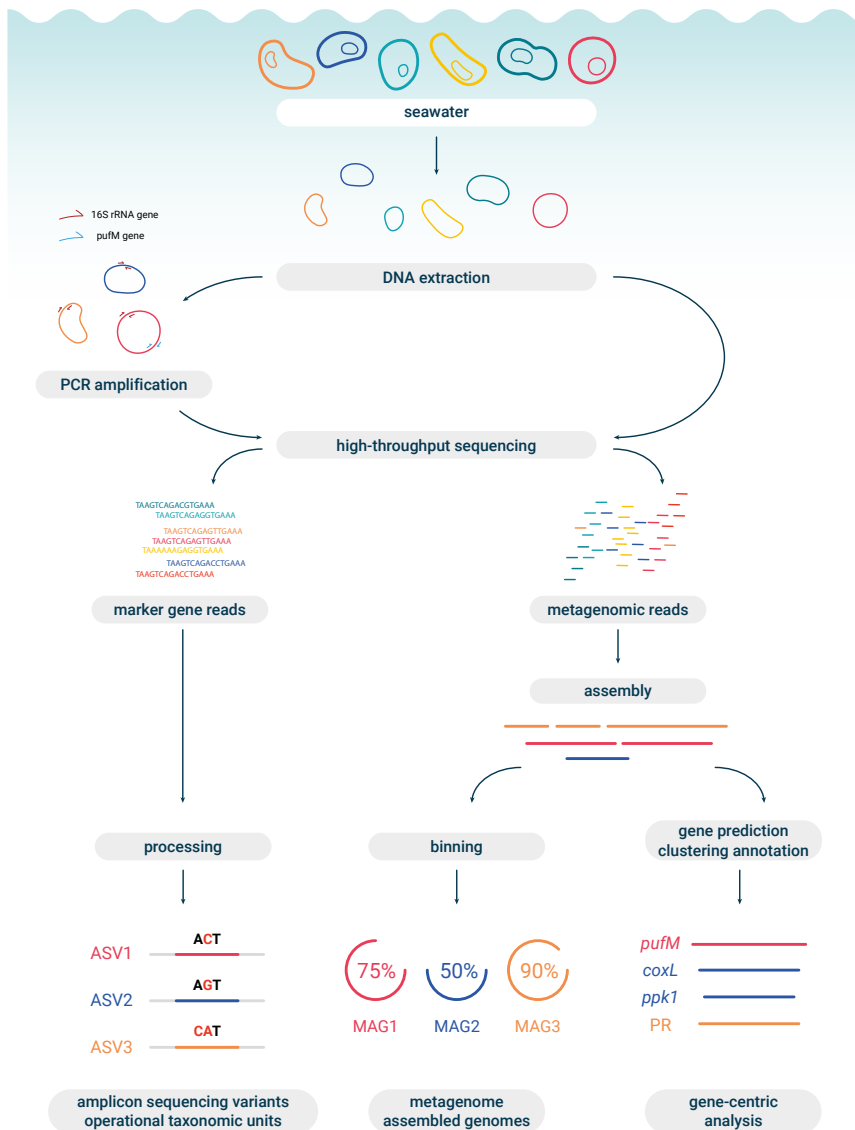 seawater
16S rRNA gene
pufM gene
DNA extraction
PCR amplification
high-throughput sequencing
TAAGTCAGACGTGAAA
TAAGTCAGAGGTGAAA
TAAGTCAGAGTTGAAA
TAAGTCAGAGTTGAAA
TAAAAAAGAGGTGAAA
TAAGTCAGACCTGAAA
TAAGTCAGACCTGAAA
marker gene reads
metagenomic reads
assembly
processing
binning
gene prediction
clustering annotation
ASV1
ACT
ASV2
AGT
ASV3
CAT
75%
50%
90%
MAG1
MAG2
MAG3
pufM
coxL
ppk1
PR
amplicon sequencing variants
operational taxonomic units
metagenome
assembled genomes
gene-centric
analysis